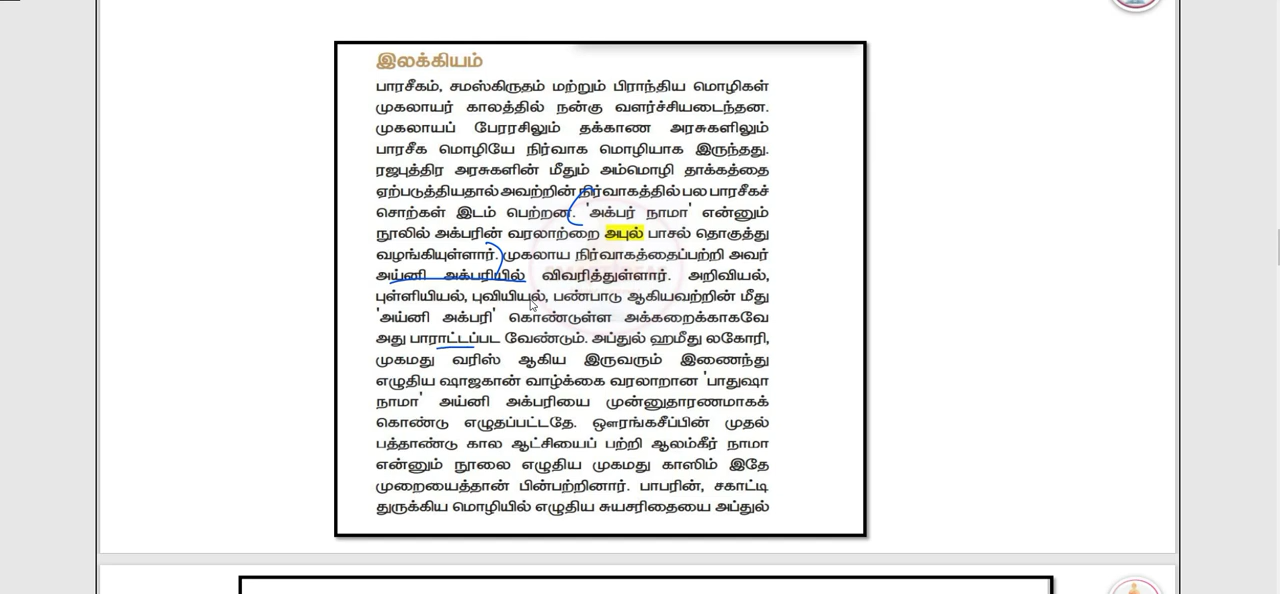 இலக்கியம்
பாரசீகம், சமஸ்கிருதம் மற்றும் பிராந்திய மொழிகள்
முகலாயர் காலத்தில் நன்கு வளர்ச்சியடைந்தன.
முகலாயப் பேரரசிலும் தக்காண அரசுகளிலும்
பாரசீக மொழியே நிர்வாக மொழியாக இருந்தது.
ரஜபுத்திர அரசுகளின் மீதும் அம்மொழி தாக்கத்தை
ஏற்படுத்தியதால் அவற்றின் நிர்வாகத்தில் பல பாரசீகச்
சொற்கள் இடம் பெற்றன. 'அக்பர் நாமா' என்னும்
நூலில் அக்பரின் வரலாற்றை அபுல் பாசல் தொகுத்து
வழங்கியுள்ளார். முகலாய நிர்வாகத்தைப்பற்றி அவர்
அய்னி அக்பரியில் விவரித்துள்ளார். அறிவியல்,
புள்ளியியல், புவியியல், பண்பாடு ஆகியவற்றின் மீது
'அய்னி அக்பரி' கொண்டுள்ள அக்கறைக்காகவே
அது பாராட்டப்பட வேண்டும். அப்துல் ஹமீது லகோரி,
முகமது வரிஸ் ஆகிய இருவரும் இணைந்து
எழுதிய ஷாஜகான் வாழ்க்கை வரலாறான 'பாதுஷா
நாமா' அய்னி அக்பரியை முன்னுதாரணமாகக்
கொண்டு எழுதப்பட்டதே. ஔரங்கசீப்பின் முதல்
பத்தாண்டு கால ஆட்சியைப் பற்றி ஆலம்கீர் நாமா
என்னும் நூலை எழுதிய முகமது காஸிம் இதே
முறையைத்தான் பின்பற்றினார். பாபரின், சகாட்டி
துருக்கிய மொழியில் எழுதிய சுயசரிதையை அப்துல்